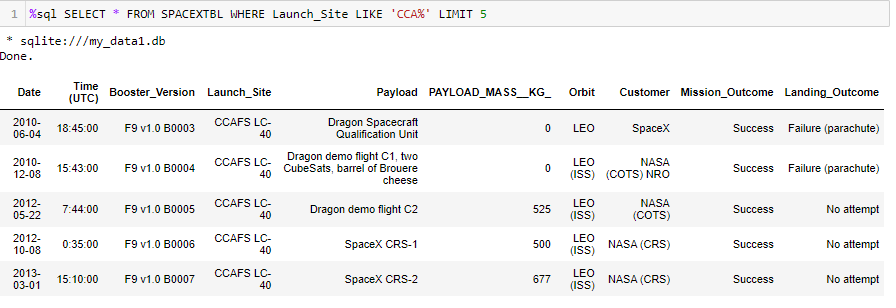 1 %sql SELECT * FROM SPACEXTBL WHERE Launch_Site LIKE 'CCA%' LIMIT 5
* sqlite:///my_data1.db
Done.
Date Time (UTC) Booster_Version Launch_Site Payload PAYLOAD_MASS__KG_ Orbit Customer Mission_Outcome Landing_Outcome
2010-06-04 18:45:00 F9 v1.0 B0003 CCAFS LC-40 Dragon Spacecraft Qualification Unit 0 LEO SpaceX Success Failure (parachute)
2010-12-08 15:43:00 F9 v1.0 B0004 CCAFS LC-40 Dragon demo flight C1, two CubeSats, barrel of Brouere cheese 0 LEO (ISS) NASA (COTS) NRO Success Failure (parachute)
2012-05-22 7:44:00 F9 v1.0 B0005 CCAFS LC-40 Dragon demo flight C2 525 LEO (ISS) NASA (COTS) Success No attempt
2012-10-08 0:35:00 F9 v1.0 B0006 CCAFS LC-40 SpaceX CRS-1 500 LEO (ISS) NASA (CRS) Success No attempt
2013-03-01 15:10:00 F9 v1.0 B0007 CCAFS LC-40 SpaceX CRS-2 677 LEO (ISS) NASA (CRS) Success No attempt